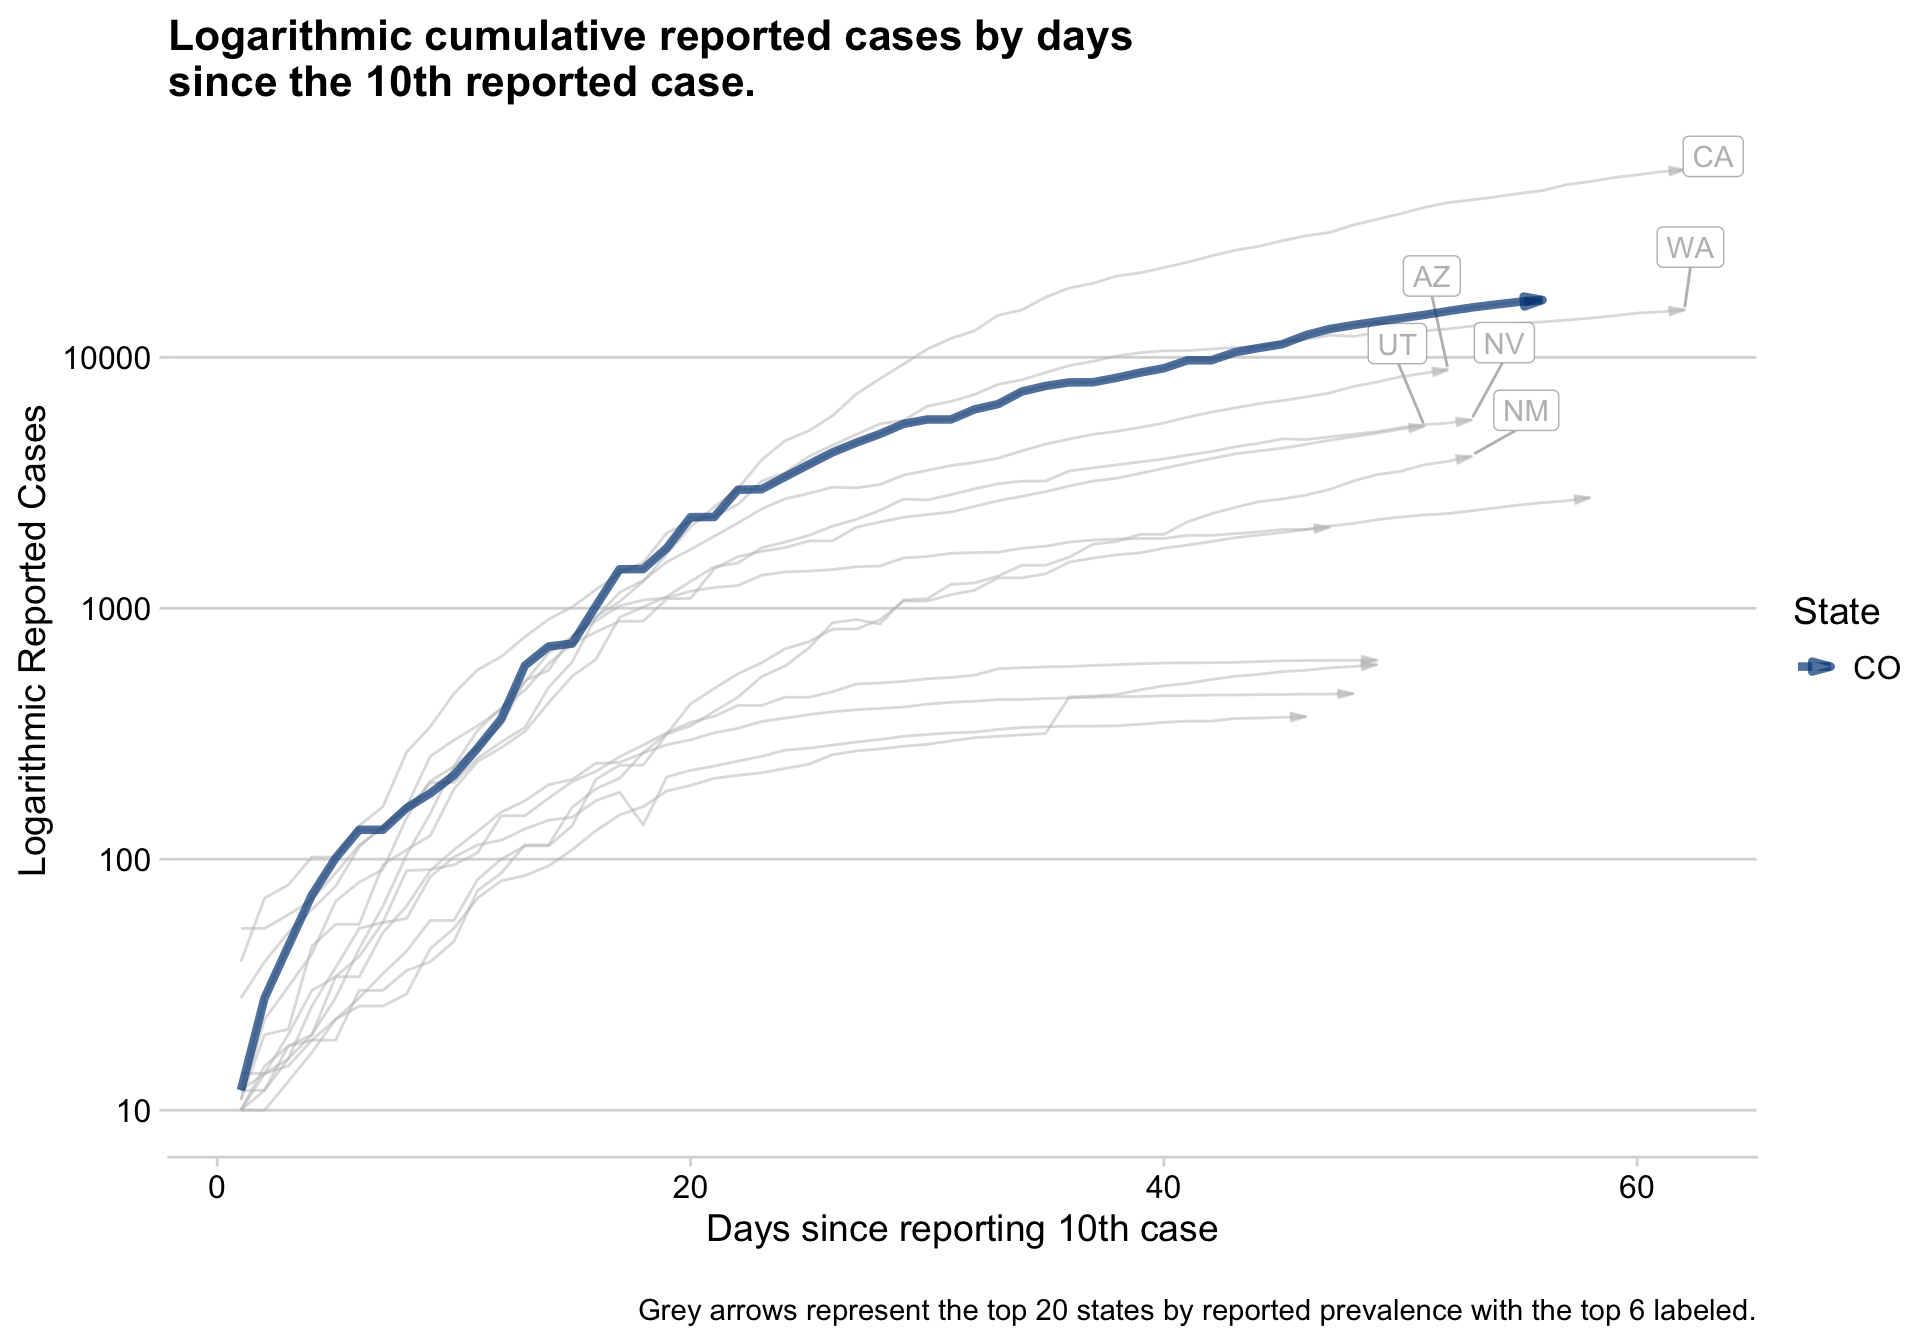 Logarithmic cumulative reported cases by days
since the 10th reported case.
CA
WA
AZ
UT
NV
NM
10000
1000
100
10
Logarithmic Reported Cases
State
CO
0 20 40 60
Days since reporting 10th case
Grey arrows represent the top 20 states by reported prevalence with the top 6 labeled.